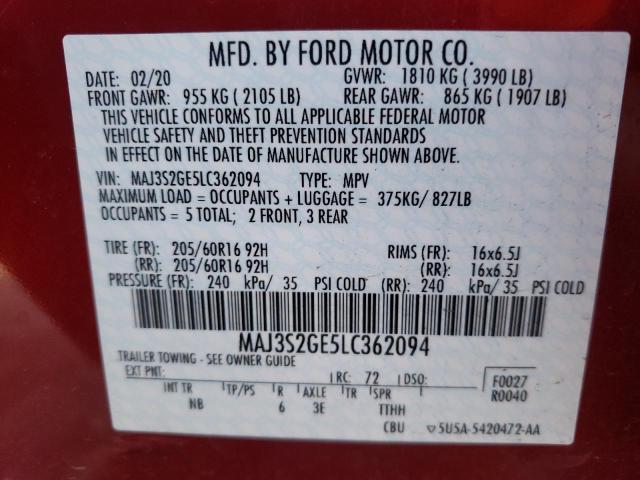 MFD. BY FORD MOTOR CO.
DATE: 02/20 GVWR: 1810 KG ( 3990 LB)
FRONT GAWR: 955 KG ( 2105 LB) REAR GAWR: 865 KG ( 1907 LB)
THIS VEHICLE CONFORMS TO ALL APPLICABLE FEDERAL MOTOR
VEHICLE SAFETY AND THEFT PREVENTION STANDARDS
IN EFFECT ON THE DATE OF MANUFACTURE SHOWN ABOVE.
VIN: MAJ3S2GE5LC362094 TYPE: MPV
MAXIMUM LOAD = OCCUPANTS + LUGGAGE = 375KG/ 827LB
OCCUPANTS = 5 TOTAL; 2 FRONT, 3 REAR
TIRE (FR): 205/60R16 92H RIMS (FR): 16x6.5J
(RR): 205/60R16 92H (RR): 16x6.5J
PRESSURE (FR): 240 kPa/ 35 PSI COLD (RR): 240 kPa/ 35 PSI COLD
MAJ3S2GE5LC362094
TRAILER TOWING - SEE OWNER GUIDE
EXT PNT: RC: 72 DSO: F0027
R0040
INT TR TP/PS R AXLE TR SPR
NB 6 3E TTHH
CBU ▽5U5A-5420472-AA